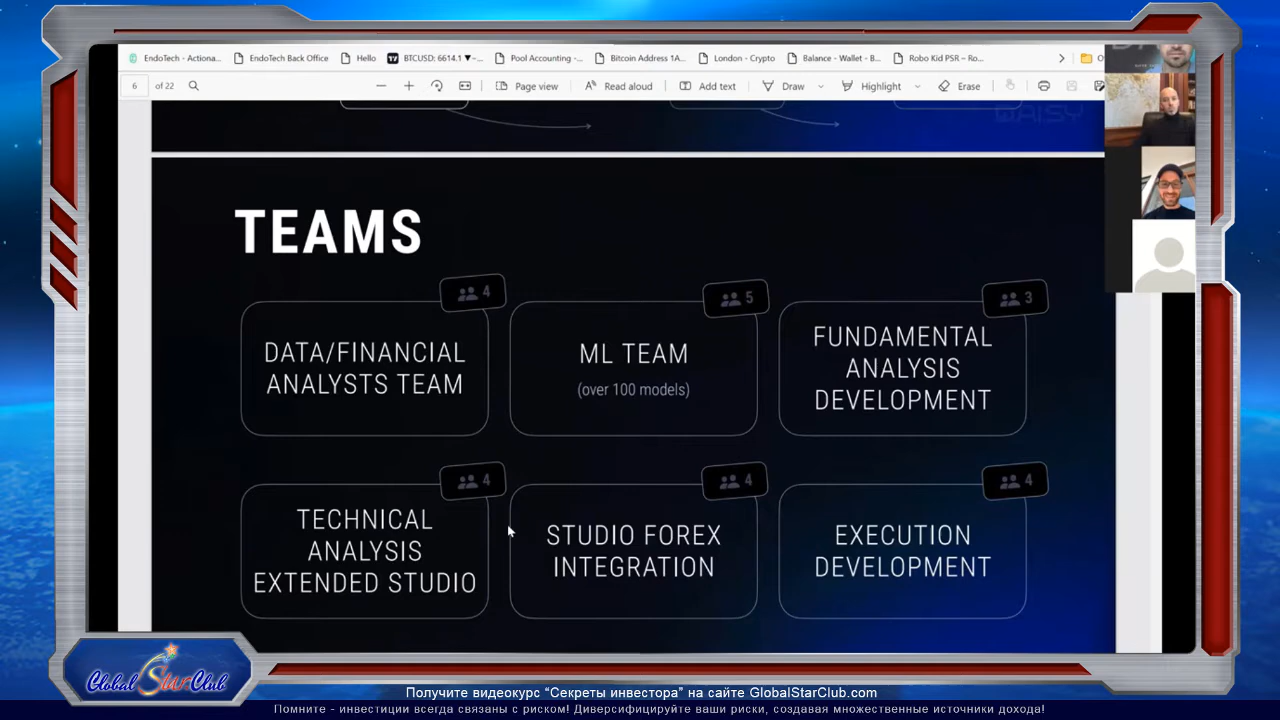 EndoTech - Actiona...
EndoTech Back Office
Hello
BTCUSD: 6614.1 ▼−...
Pool Accounting -...
Bitcoin Address 1A...
London - Crypto
Balance - Wallet - B...
Robo Kid PSR – Ro...
6 of 22
Page view
Read aloud
Add text
Draw
Highlight
Erase
DAISY
TEAMS
4
5
3
DATA/FINANCIAL
ANALYSTS TEAM
ML TEAM
(over 100 models)
FUNDAMENTAL
ANALYSIS
DEVELOPMENT
4
4
4
TECHNICAL
ANALYSIS
EXTENDED STUDIO
STUDIO FOREX
INTEGRATION
EXECUTION
DEVELOPMENT
Global Star Club
Получите видеокурс “Секреты инвестора” на сайте GlobalStarClub.com
Помните - инвестиции всегда связаны с риском! Диверсифицируйте ваши риски, создавая множественные источники дохода!